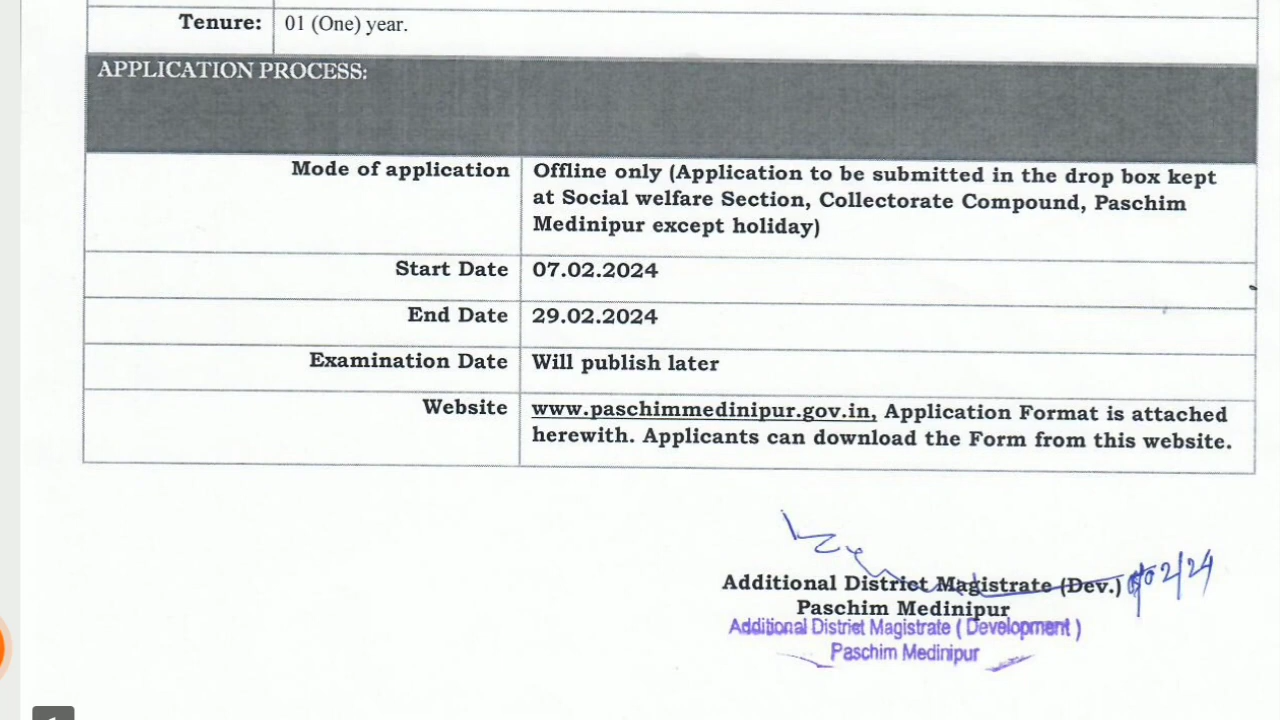 Tenure: 01 (One) year.
APPLICATION PROCESS:
Mode of application
Offline only (Application to be submitted in the drop box kept
at Social welfare Section, Collectorate Compound, Paschim
Medinipur except holiday)
Start Date 07.02.2024
End Date 29.02.2024
Examination Date Will publish later
Website
www.paschimmedinipur.gov.in, Application Format is attached
herewith. Applicants can download the Form from this website.
Additional District Magistrate (Dev.)
Paschim Medinipur
Additional District Magistrate ( Development )
Paschim Medinipur